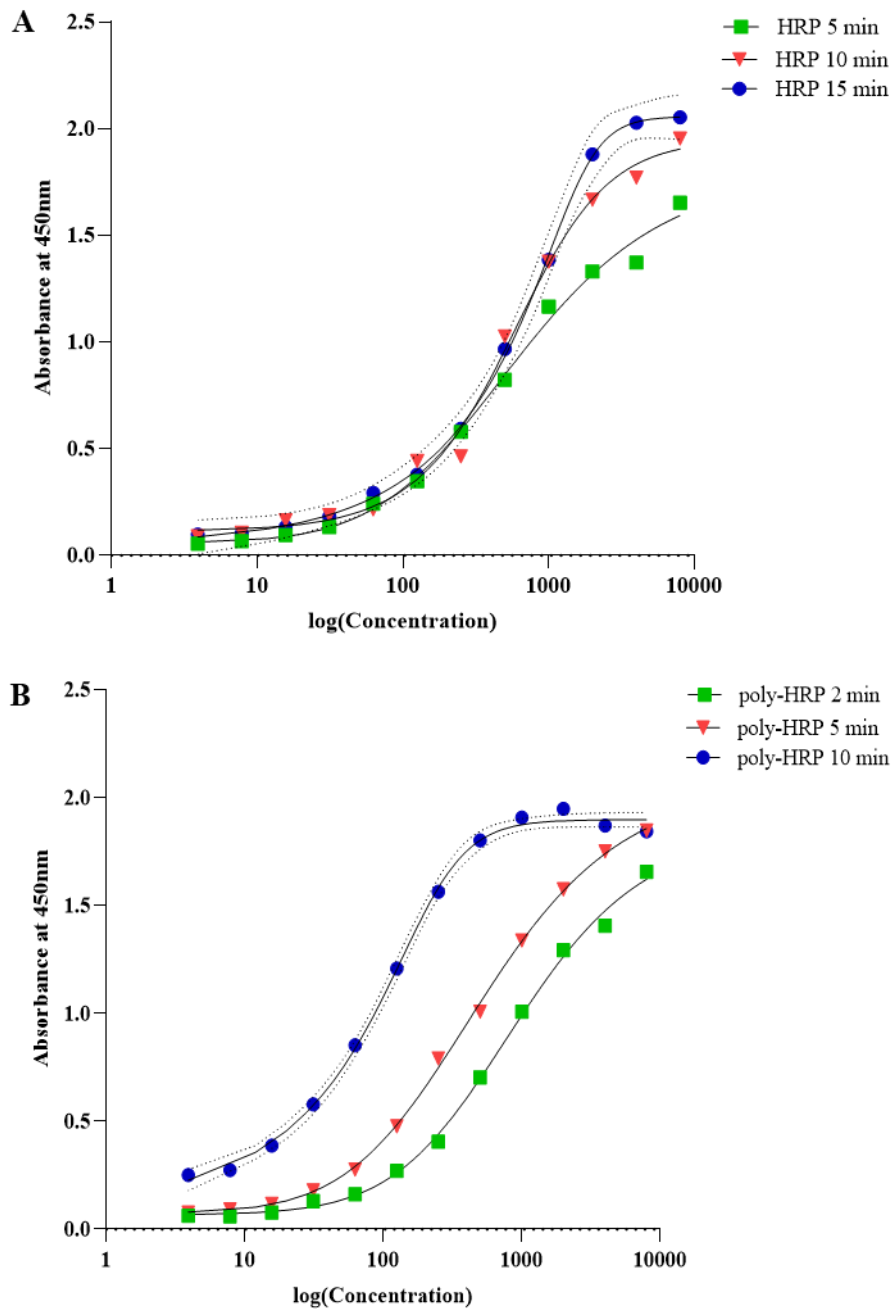 A
HRP 5 min
HRP 10 min
HRP 15 min
2.5
2.0
1.5
1.0
0.5
0.0
Absorbance at 450nm
1 10 100 1000 10000
log(Concentration)
B
poly-HRP 2 min
poly-HRP 5 min
poly-HRP 10 min
2.5
2.0
1.5
1.0
0.5
0.0
Absorbance at 450nm
1 10 100 1000 10000
log(Concentration)